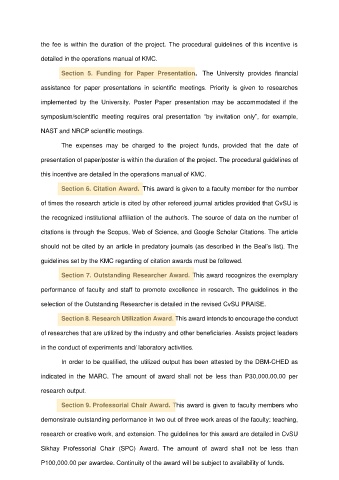 the fee is within the duration of the project. The procedural guidelines of this incentive is
detailed in the operations manual of KMC.
Section 5. Funding for Paper Presentation. The University provides financial
assistance for paper presentations in scientific meetings. Priority is given to researches
implemented by the University. Poster Paper presentation may be accommodated if the
symposium/scientific meeting requires oral presentation "by invitation only", for example,
NAST and NRCP scientific meetings.
The expenses may be charged to the project funds, provided that the date of
presentation of paper/poster is within the duration of the project. The procedural guidelines of
this incentive are detailed in the operations manual of KMC.
Section 6. Citation Award. This award is given to a faculty member for the number
of times the research article is cited by other refereed journal articles provided that CvSU is
the recognized institutional affiliation of the author/s. The source of data on the number of
citations is through the Scopus, Web of Science, and Google Scholar Citations. The article
should not be cited by an article in predatory journals (as described in the Beal's list). The
guidelines set by the KMC regarding of citation awards must be followed.
Section 7. Outstanding Researcher Award. This award recognizes the exemplary
performance of faculty and staff to promote excellence in research. The guidelines in the
selection of the Outstanding Researcher is detailed in the revised CvSU PRAISE.
Section 8. Research Utilization Award. This award intends to encourage the conduct
of researches that are utilized by the industry and other beneficiaries. Assists project leaders
in the conduct of experiments and/ laboratory activities.
In order to be qualified, the utilized output has been attested by the DBM-CHED as
indicated in the MARC. The amount of award shall not be less than P30,000.00.00 per
research output.
Section 9. Professorial Chair Award. This award is given to faculty members who
demonstrate outstanding performance in two out of three work areas of the faculty; teaching,
research or creative work, and extension. The guidelines for this award are detailed in CvSU
Sikhay Professorial Chair (SPC) Award. The amount of award shall not be less than
P100,000.00 per awardee. Continuity of the award will be subject to availability of funds.